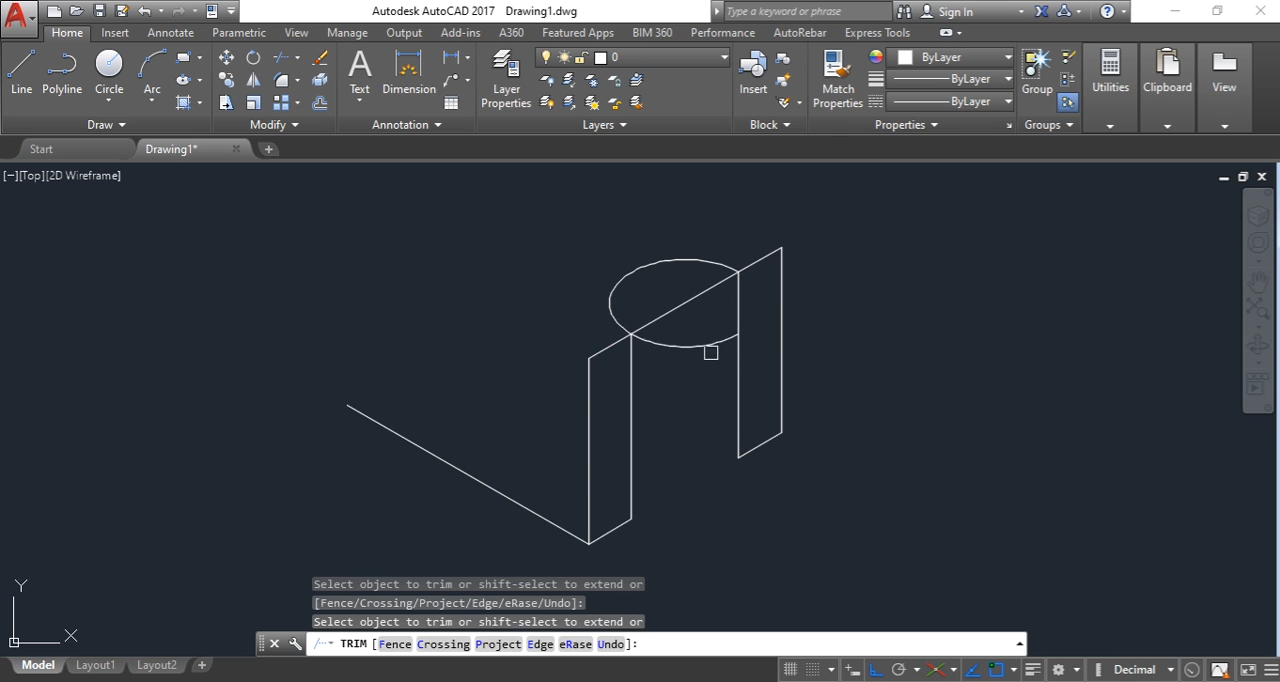 Autodesk AutoCAD 2017 Drawing1.dwg
Type a keyword or phrase
Sign In
Home Insert Annotate Parametric View Manage Output Add-ins A360 Featured Apps BIM 360 Performance AutoRebar Express Tools
Line Polyline Circle Arc
Text Dimension
Layer Properties
0
Insert
Match Properties
ByLayer
ByLayer
ByLayer
Group
Utilities
Clipboard
View
Draw Modify Annotation Layers Block Properties Groups
Start Drawing1*
[−][Top][2D Wireframe]
Y
X
Select object to trim or shift-select to extend or
[Fence/Crossing/Project/Edge/eRase/Undo]:
Select object to trim or shift-select to extend or
TRIM [Fence Crossing Project Edge eRase Undo]:
Model Layout1 Layout2 +
Decimal